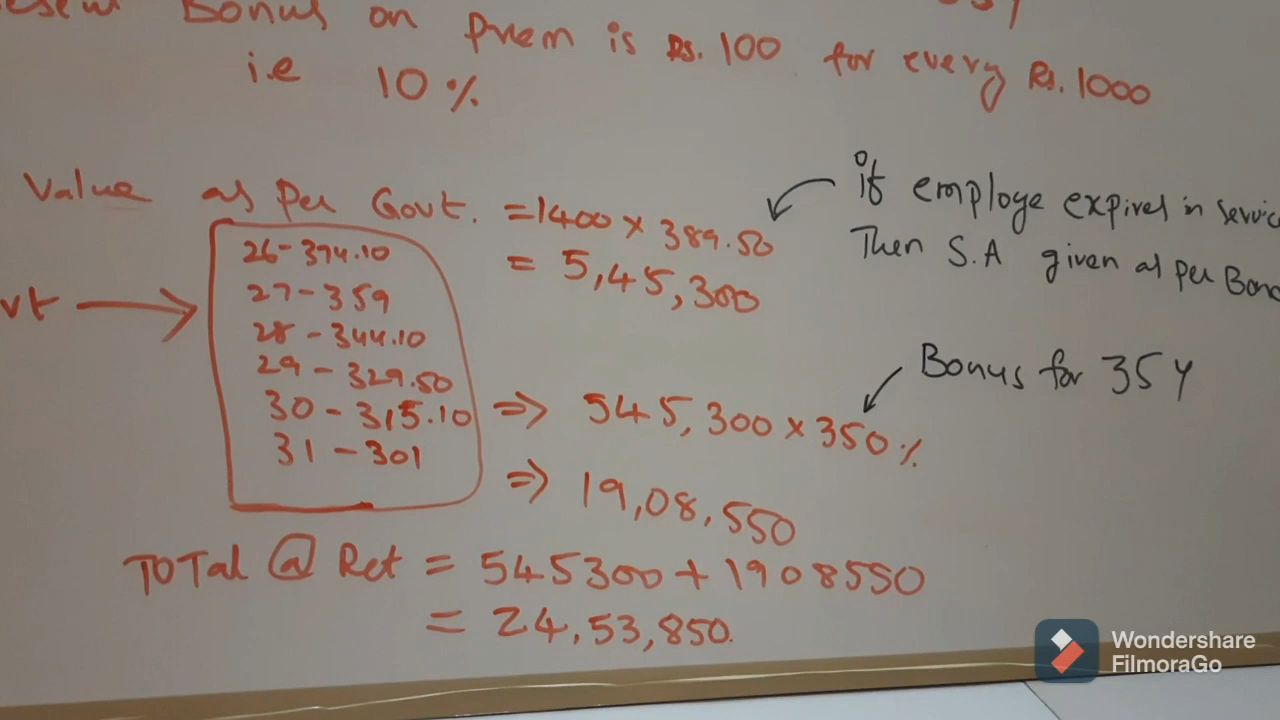 Bonus on Prem is Rs. 100 for every Rs. 1000
i.e 10 %
Value as Per Govt. = 1400 × 389.50
= 5,45,300
if employe expired in
Then S.A given as per
26 - 374.10
27 - 359
28 - 344.10
29 - 329.50
30 - 315.10
31 - 301
Bonus for 35 Y
⇒ 545,300 × 350 %
⇒ 19,08,550
TOTal @ Ret = 545300 + 1908550
= 24,53,850.
Wondershare
FilmoraGo